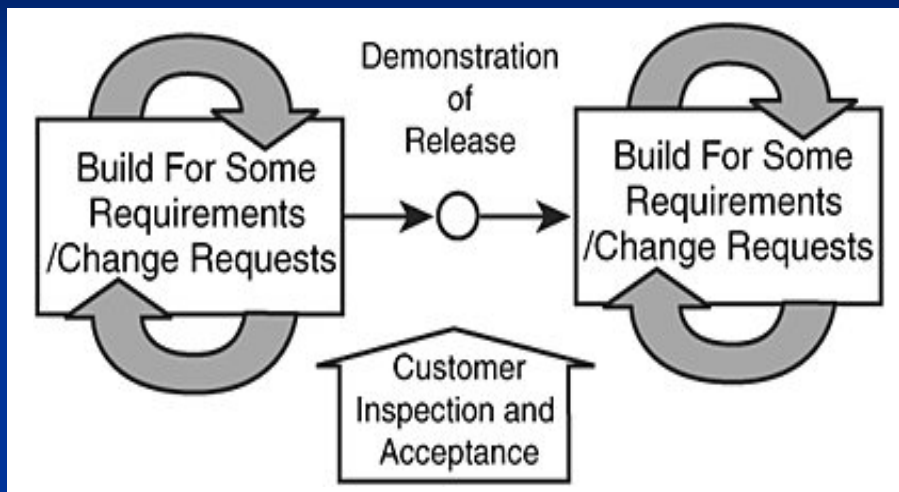 Build For Some
Requirements
/Change Requests
Demonstration
of
Release
Build For Some
Requirements
/Change Requests
Customer
Inspection and
Acceptance